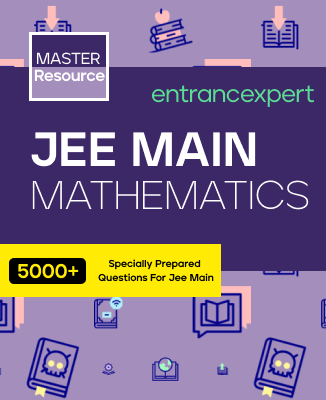 MASTER
Resource
entrancexpert
JEE MAIN
MATHEMATICS
5000+
Specially Prepared
Questions For Jee Main